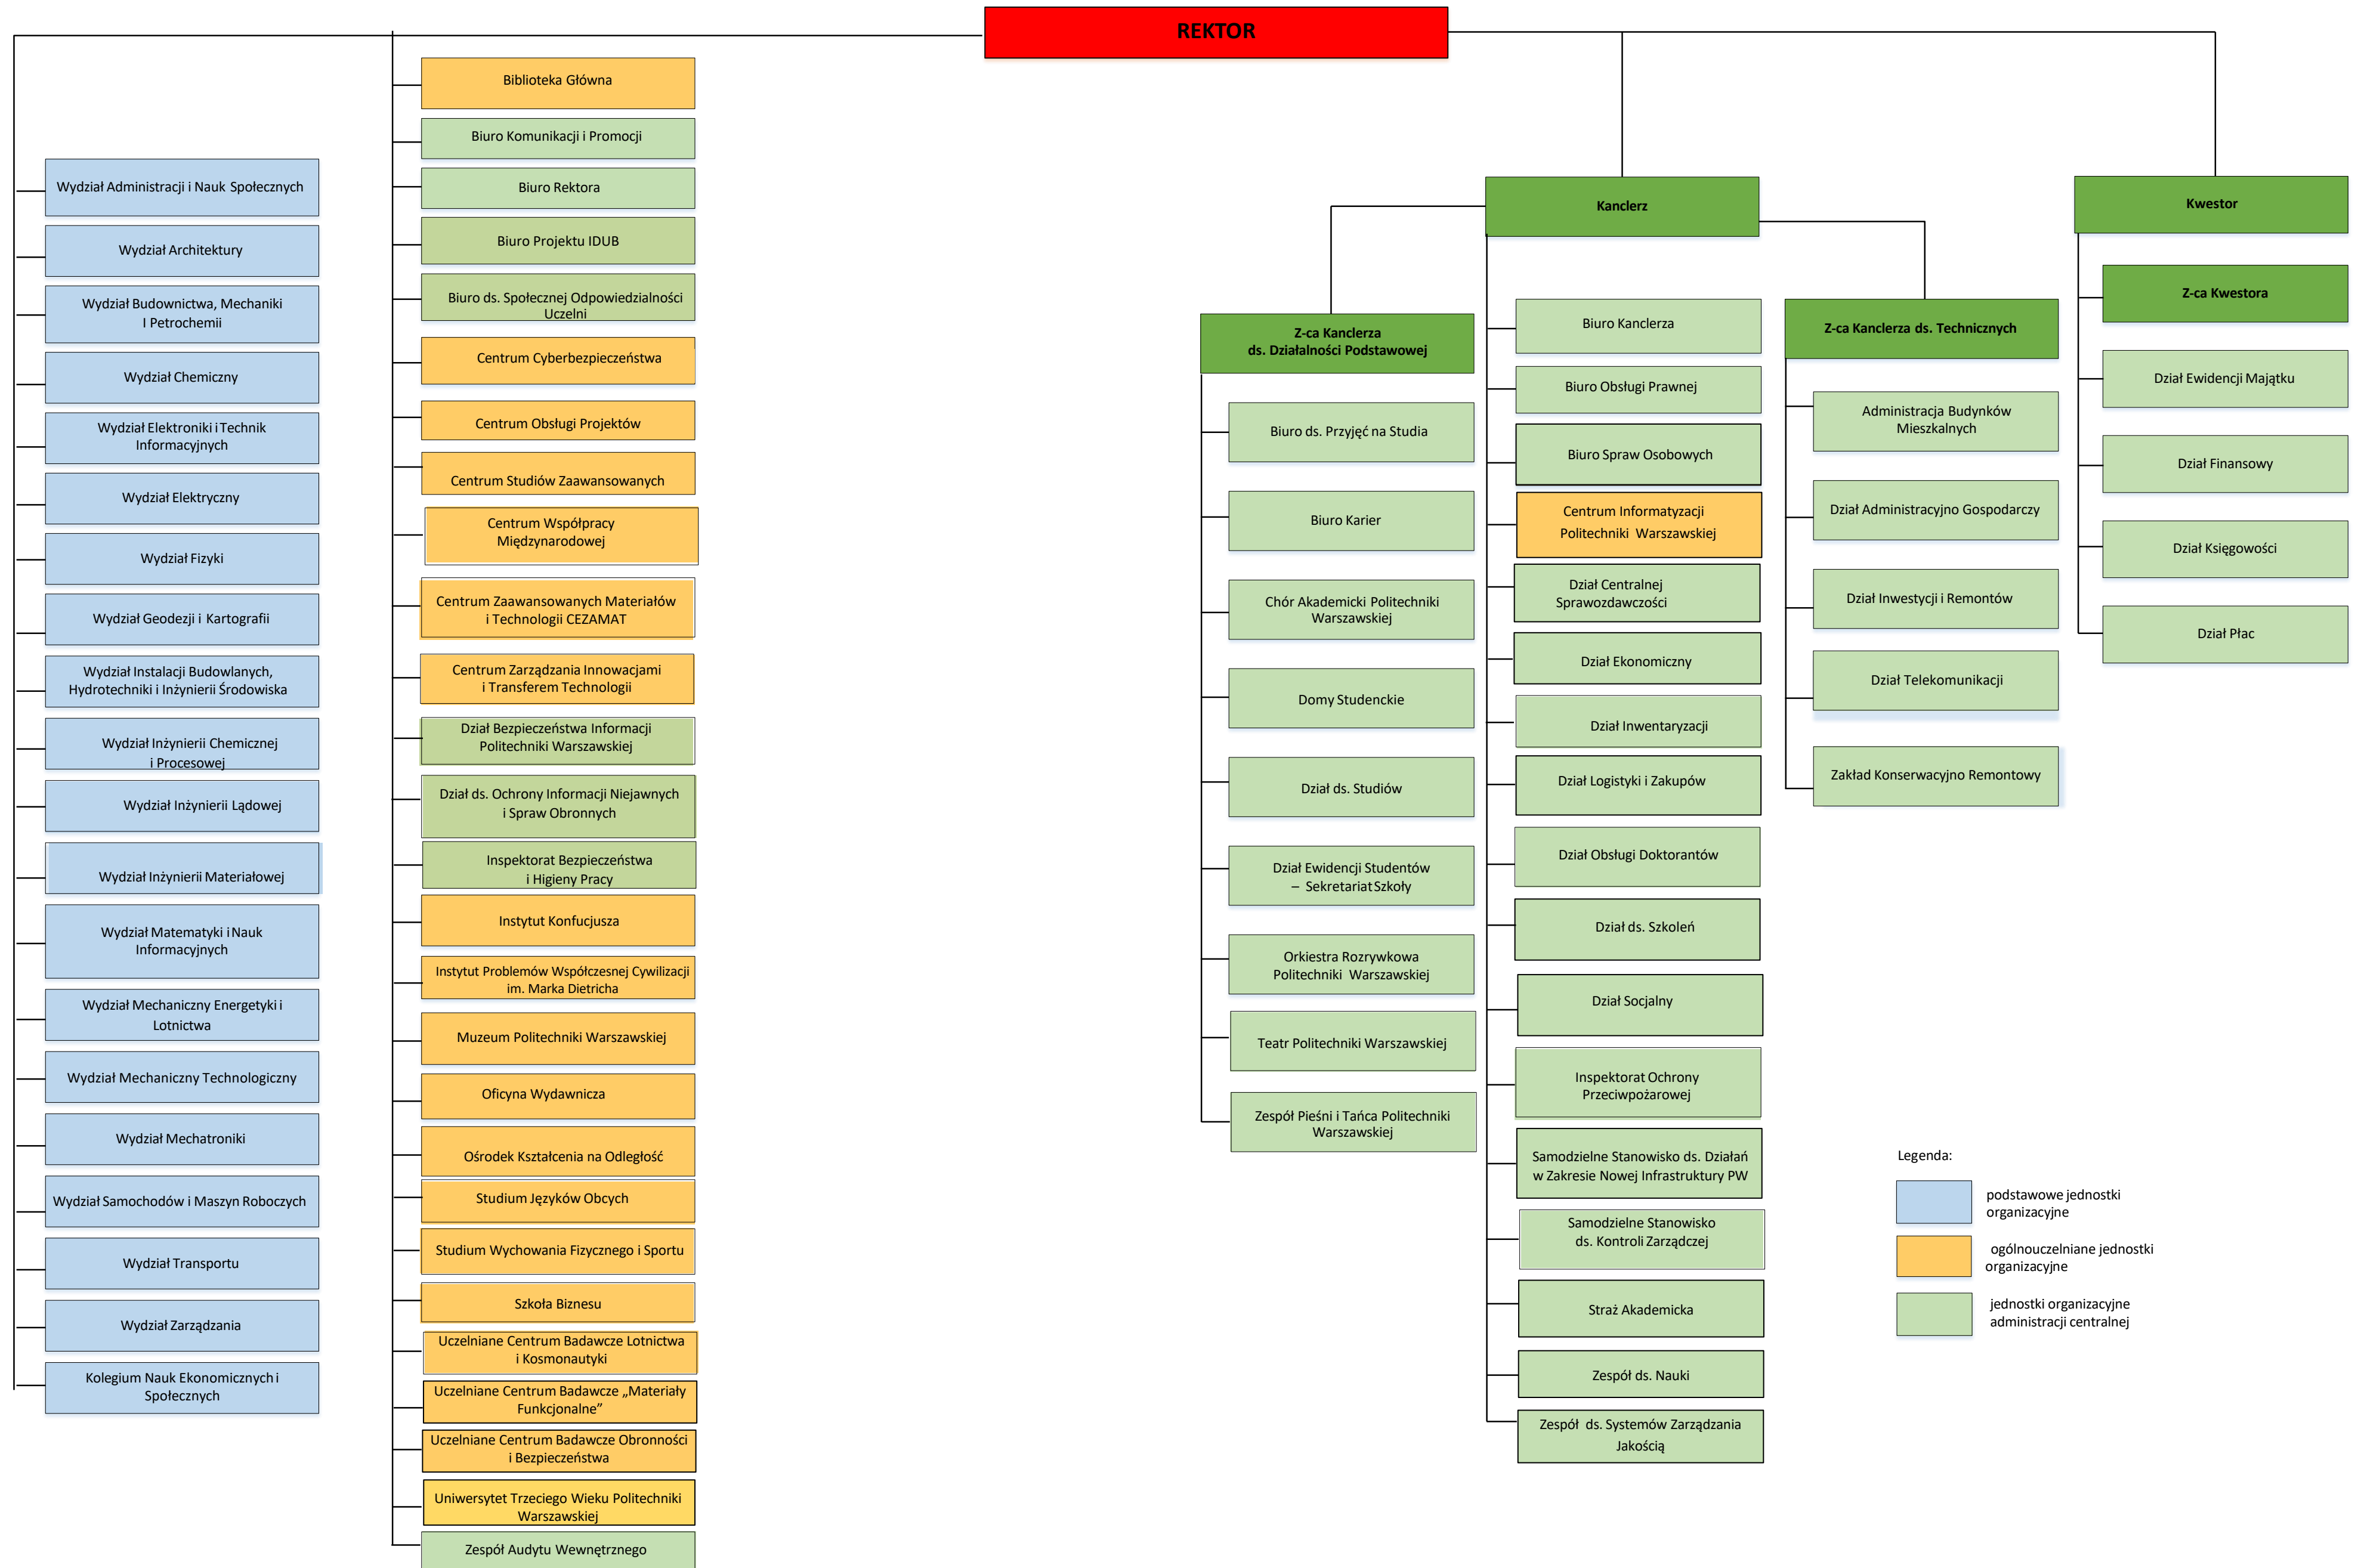 REKTOR
Wydział Administracji i Nauk Społecznych
Wydział Architektury
Wydział Budownictwa, Mechaniki
I Petrochemii
Wydział Chemiczny
Wydział Elektroniki i Technik
Informacyjnych
Wydział Elektryczny
Wydział Fizyki
Wydział Geodezji i Kartografii
Wydział Instalacji Budowlanych,
Hydrotechniki i Inżynierii Środowiska
Wydział Inżynierii Chemicznej
i Procesowej
Wydział Inżynierii Lądowej
Wydział Inżynierii Materiałowej
Wydział Matematyki i Nauk
Informacyjnych
Wydział Mechaniczny Energetyki i
Lotnictwa
Wydział Mechaniczny Technologiczny
Wydział Mechatroniki
Wydział Samochodów i Maszyn Roboczych
Wydział Transportu
Wydział Zarządzania
Kolegium Nauk Ekonomicznych i
Społecznych
Biblioteka Główna
Biuro Komunikacji i Promocji
Biuro Rektora
Biuro Projektu IDUB
Biuro ds. Społecznej Odpowiedzialności
Uczelni
Centrum Cyberbezpieczeństwa
Centrum Obsługi Projektów
Centrum Studiów Zaawansowanych
Centrum Współpracy
Międzynarodowej
Centrum Zaawansowanych Materiałów
i Technologii CEZAMAT
Centrum Zarządzania Innowacjami
i Transferem Technologii
Dział Bezpieczeństwa Informacji
Politechniki Warszawskiej
Dział ds. Ochrony Informacji Niejawnych
i Spraw Obronnych
Inspektorat Bezpieczeństwa
i Higieny Pracy
Instytut Konfucjusza
Instytut Problemów Współczesnej Cywilizacji
im. Marka Dietricha
Muzeum Politechniki Warszawskiej
Oficyna Wydawnicza
Ośrodek Kształcenia na Odległość
Studium Języków Obcych
Studium Wychowania Fizycznego i Sportu
Szkoła Biznesu
Uczelniane Centrum Badawcze Lotnictwa
i Kosmonautyki
Uczelniane Centrum Badawcze „Materiały
Funkcjonalne”
Uczelniane Centrum Badawcze Obronności
i Bezpieczeństwa
Uniwersytet Trzeciego Wieku Politechniki
Warszawskiej
Zespół Audytu Wewnętrznego
Kanclerz
Z-ca Kanclerza
ds. Działalności Podstawowej
Biuro ds. Przyjęć na Studia
Biuro Karier
Chór Akademicki Politechniki
Warszawskiej
Domy Studenckie
Dział ds. Studiów
Dział Ewidencji Studentów
– Sekretariat Szkoły
Orkiestra Rozrywkowa
Politechniki Warszawskiej
Teatr Politechniki Warszawskiej
Zespół Pieśni i Tańca Politechniki
Warszawskiej
Biuro Kanclerza
Biuro Obsługi Prawnej
Biuro Spraw Osobowych
Centrum Informatyzacji
Politechniki Warszawskiej
Dział Centralnej
Sprawozdawczości
Dział Ekonomiczny
Dział Inwentaryzacji
Dział Logistyki i Zakupów
Dział Obsługi Doktorantów
Dział ds. Szkoleń
Dział Socjalny
Inspektorat Ochrony
Przeciwpożarowej
Samodzielne Stanowisko ds. Działań
w Zakresie Nowej Infrastruktury PW
Samodzielne Stanowisko
ds. Kontroli Zarządczej
Straż Akademicka
Zespół ds. Nauki
Zespół ds. Systemów Zarządzania
Jakością
Z-ca Kanclerza ds. Technicznych
Administracja Budynków
Mieszkalnych
Dział Administracyjno Gospodarczy
Dział Inwestycji i Remontów
Dział Telekomunikacji
Zakład Konserwacyjno Remontowy
Kwestor
Z-ca Kwestora
Dział Ewidencji Majątku
Dział Finansowy
Dział Księgowości
Dział Płac
Legenda:
podstawowe jednostki
organizacyjne
ogólnouczelniane jednostki
organizacyjne
jednostki organizacyjne
administracji centralnej